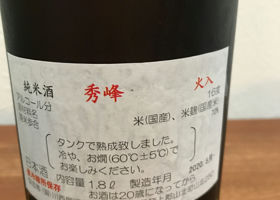 純米酒
秀峰
火入
アルコール分 16度
米(国産)、米麹(国産米)
70%
タンクで熟成致しました。
冷や、お燗(60℃±5℃)で
お楽しみください。
日本酒 内容量 1.8ℓ 製造年月 2020.
お酒は20歳になってから